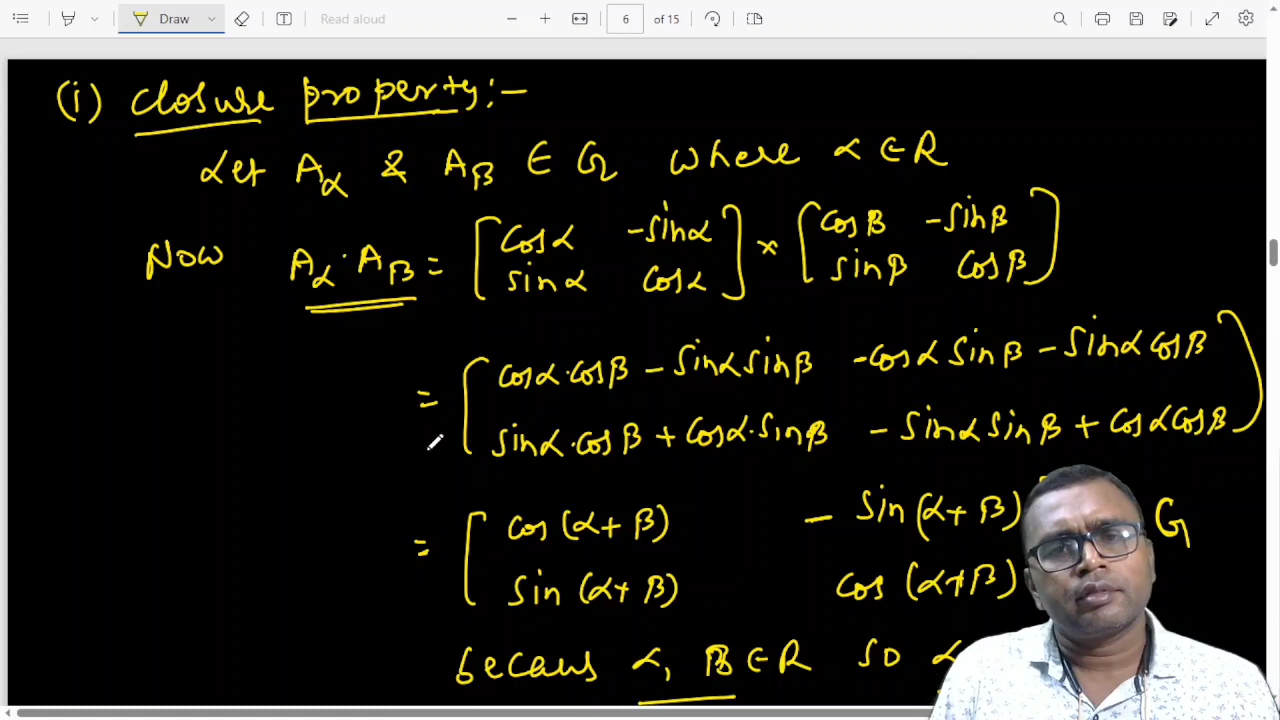 Draw Read aloud 6 of 15
(i) Closure property:-
Let Aα & Aβ ∈ G where α ∈ R
Now Aα · Aβ = [cosα -sinα] × [cosβ -sinβ]
[sinα cosα] [sinβ cosβ]
= [cosα·cosβ - sinα sinβ -cosα sinβ - sinα cosβ]
[sinα·cosβ + cosα·sinβ - sinα sinβ + cosα cosβ]
= [cos(α+β) - sin(α+β) G
[sin(α+β) cos(α+β)
becaus α, β ∈ R so α